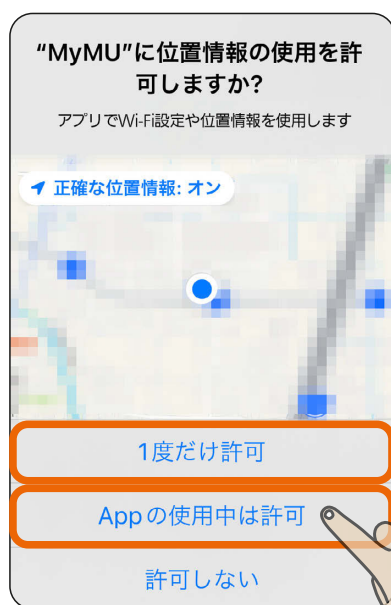 “MyMU”に位置情報の使用を許
可しますか?
アプリでWi-Fi設定や位置情報を使用します
正確な位置情報: オン
1度だけ許可
Appの使用中は許可
許可しない